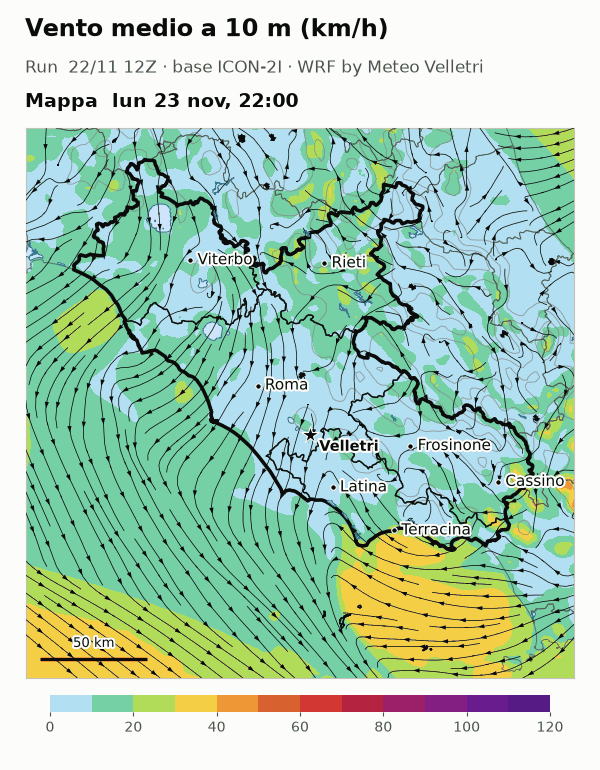 Vento medio a 10 m (km/h)
Run 22/11 12Z · base ICON-2I · WRF by Meteo Velletri
Mappa lun 23 nov, 22:00
Viterbo
Rieti
Roma
Velletri
Frosinone
Cassino
Latina
Terracina
50 km
0 20 40 60 80 100 120